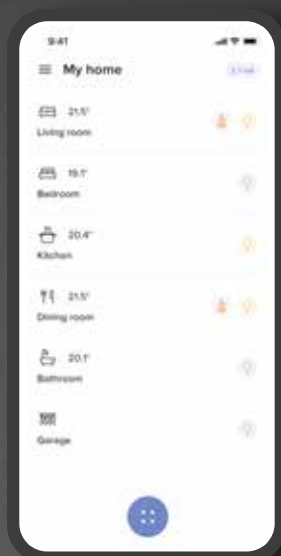 9:41
My home
21.5°
Living room
19.1°
Bedroom
20.4°
Kitchen
21.5°
Dining room
20.1°
Bathroom
Garage